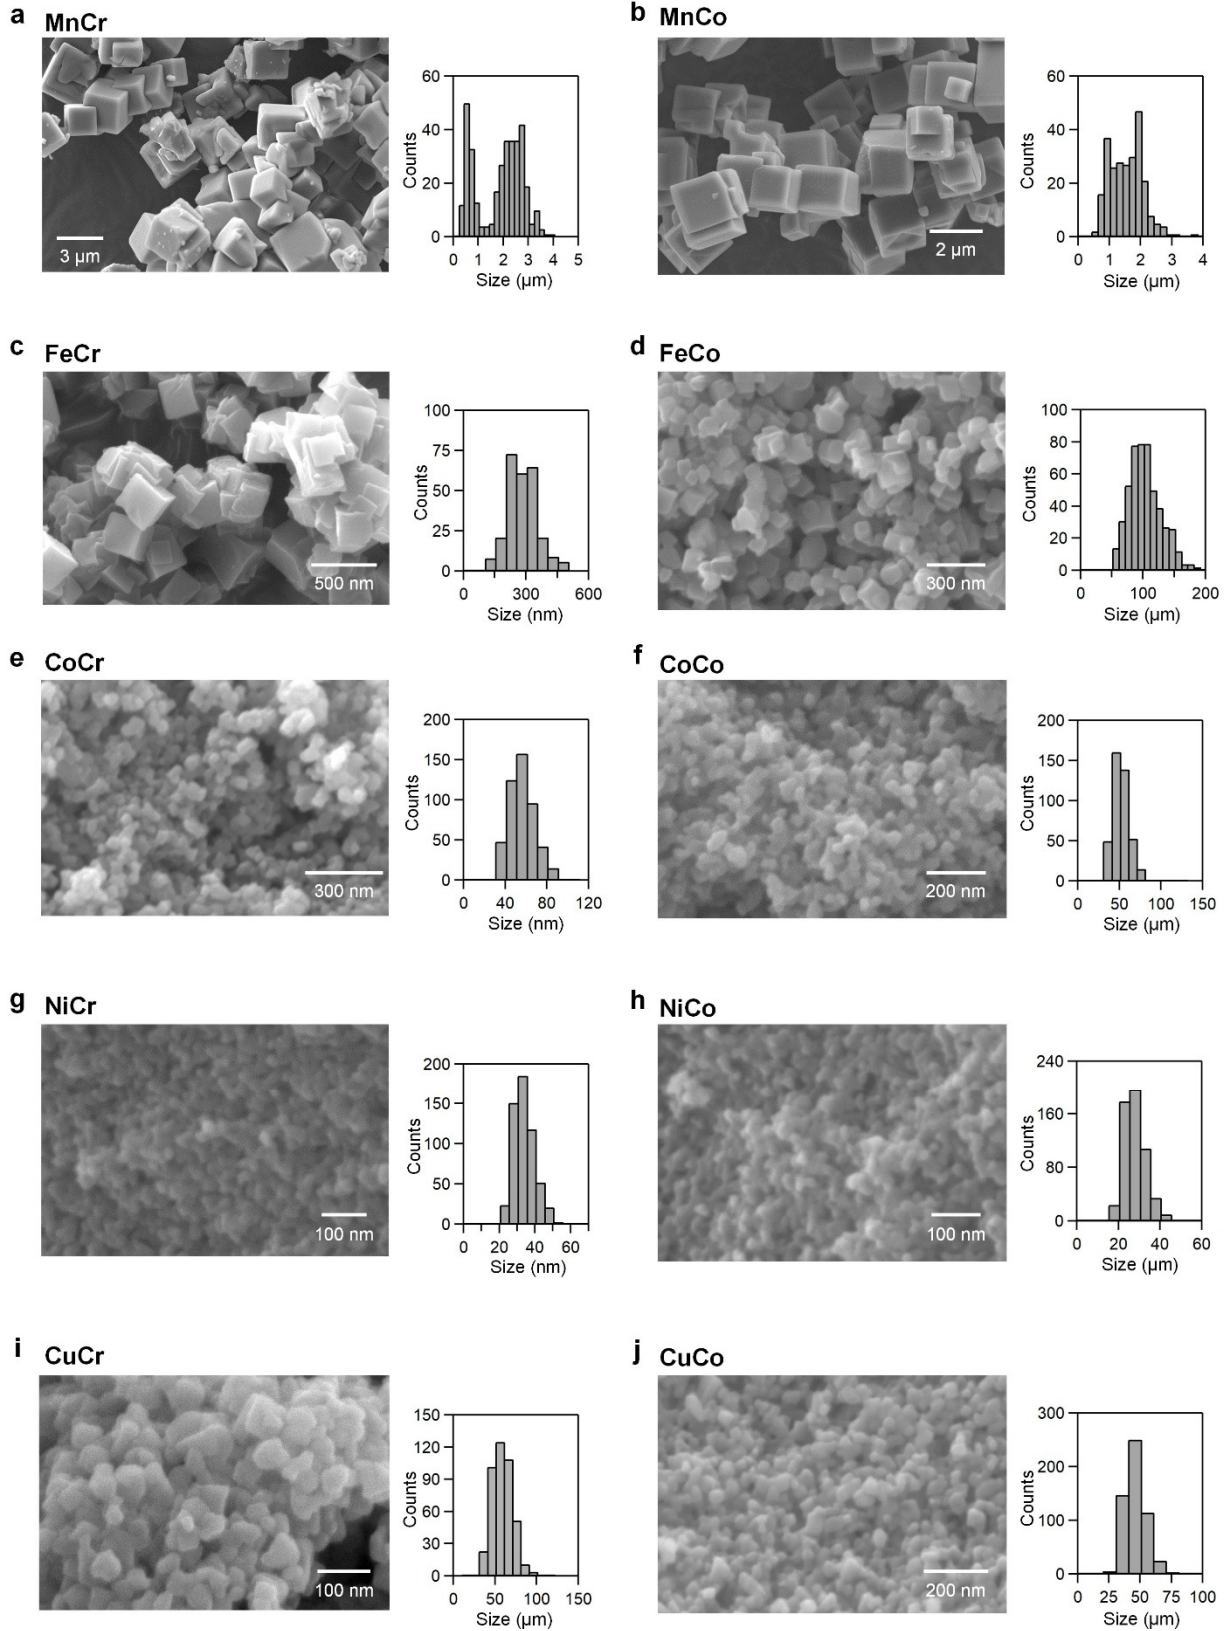 a MnCr
60
40
20
0
Counts
0 1 2 3 4 5
Size (µm)
3 µm
b MnCo
60
40
20
0
Counts
0 1 2 3 4
Size (µm)
2 µm
c FeCr
100
75
50
25
0
Counts
0 300 600
Size (nm)
500 nm
d FeCo
100
80
60
40
20
0
Counts
0 100 200
Size (µm)
300 nm
e CoCr
200
150
100
50
0
Counts
0 40 80 120
Size (nm)
300 nm
f CoCo
200
150
100
50
0
Counts
0 50 100 150
Size (µm)
200 nm
g NiCr
200
150
100
50
0
Counts
0 20 40 60
Size (nm)
100 nm
h NiCo
240
160
80
0
Counts
0 20 40 60
Size (µm)
100 nm
i CuCr
150
120
90
60
30
0
Counts
0 50 100 150
Size (µm)
100 nm
j CuCo
300
200
100
0
Counts
0 25 50 75 100
Size (µm)
200 nm